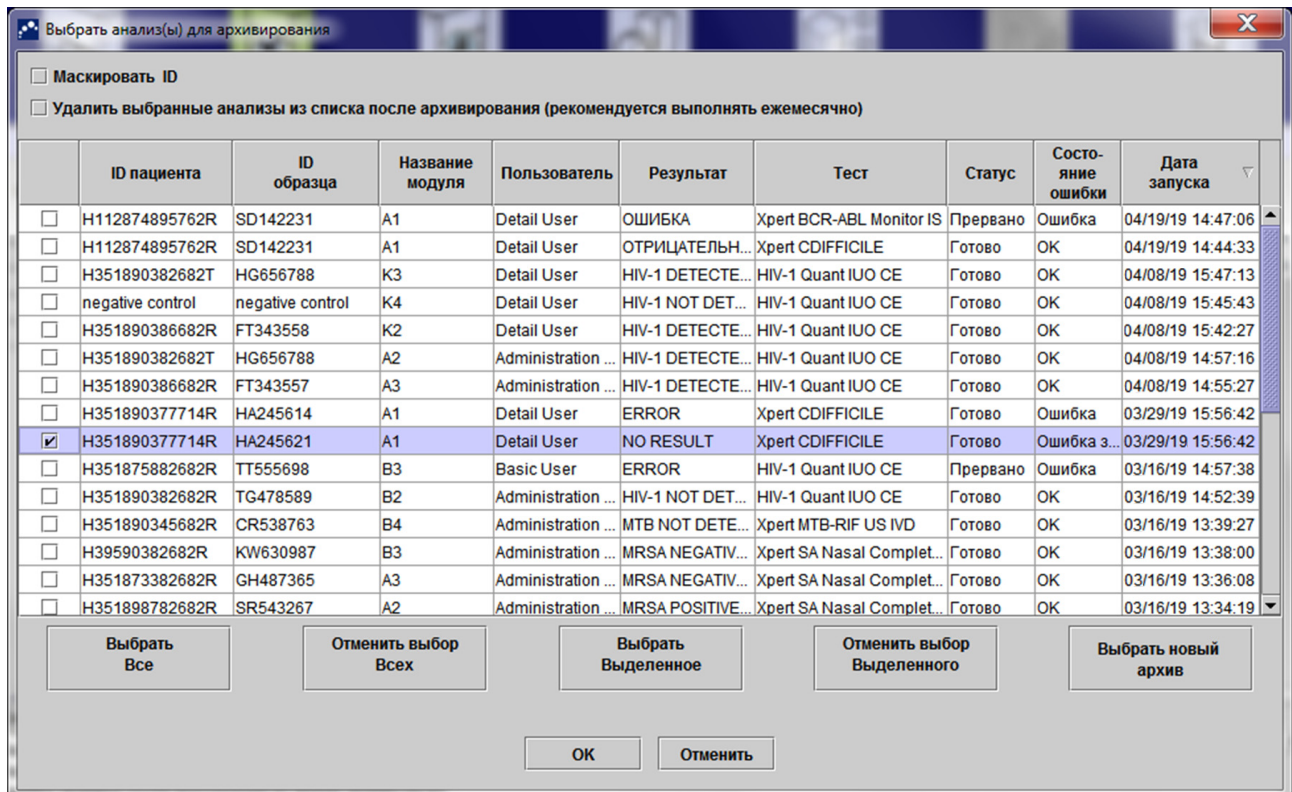 Выбрать анализ(ы) для архивирования
Маскировать ID
Удалить выбранные анализы из списка после архивирования (рекомендуется выполнять ежемесячно)
ID пациента ID образца Название модуля Пользователь Результат Тест Статус Состо-яние ошибки Дата запуска
H112874895762R SD142231 A1 Detail User ОШИБКА Xpert BCR-ABL Monitor IS Прервано Ошибка 04/19/19 14:47:06
H112874895762R SD142231 A1 Detail User ОТРИЦАТЕЛЬН... Xpert CDIFFICILE Готово OK 04/19/19 14:44:33
H351890382682T HG656788 K3 Detail User HIV-1 DETECTE... HIV-1 Quant IUO CE Готово OK 04/08/19 15:47:13
negative control negative control K4 Detail User HIV-1 NOT DET... HIV-1 Quant IUO CE Готово OK 04/08/19 15:45:43
H351890386682R FT343558 K2 Detail User HIV-1 DETECTE... HIV-1 Quant IUO CE Готово OK 04/08/19 15:42:27
H351890382682T HG656788 A2 Administration ... HIV-1 DETECTE... HIV-1 Quant IUO CE Готово OK 04/08/19 14:57:16
H351890386682R FT343557 A3 Administration ... HIV-1 DETECTE... HIV-1 Quant IUO CE Готово OK 04/08/19 14:55:27
H351890377714R HA245614 A1 Detail User ERROR Xpert CDIFFICILE Готово Ошибка 03/29/19 15:56:42
H351890377714R HA245621 A1 Detail User NO RESULT Xpert CDIFFICILE Готово Ошибка з... 03/29/19 15:56:42
H351875882682R TT555698 B3 Basic User ERROR HIV-1 Quant IUO CE Прервано Ошибка 03/16/19 14:57:38
H351890382682R TG478589 B2 Administration ... HIV-1 NOT DET... HIV-1 Quant IUO CE Готово OK 03/16/19 14:52:39
H351890345682R CR538763 B4 Administration ... MTB NOT DETE... Xpert MTB-RIF US IVD Готово OK 03/16/19 13:39:27
H39590382682R KW630987 B3 Administration ... MRSA NEGATIV... Xpert SA Nasal Complet... Готово OK 03/16/19 13:38:00
H351873382682R GH487365 A3 Administration ... MRSA NEGATIV... Xpert SA Nasal Complet... Готово OK 03/16/19 13:36:08
H351898782682R SR543267 A2 Administration ... MRSA POSITIVE... Xpert SA Nasal Complet... Готово OK 03/16/19 13:34:19
Выбрать Все Отменить выбор Всех Выбрать Выделенное Отменить выбор Выделенного Выбрать новый архив
OK Отменить